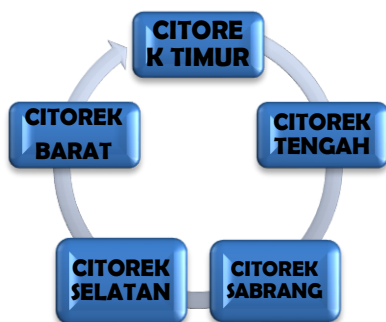 CITORE
K TIMUR
CITOREK
TENGAH
CITOREK
SABRANG
CITOREK
SELATAN
CITOREK
BARAT